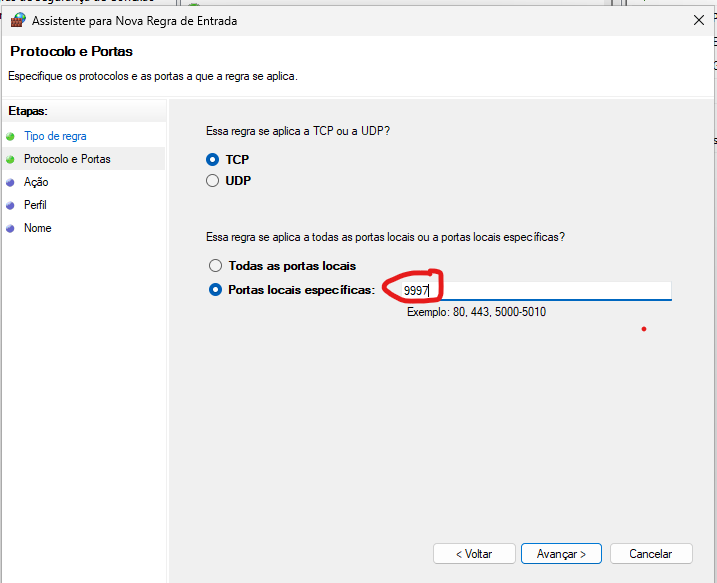 Assistente para Nova Regra de Entrada
Protocolo e Portas
Especifique os protocolos e as portas a que a regra se aplica.
Etapas:
Tipo de regra
Protocolo e Portas
Ação
Perfil
Nome
Essa regra se aplica a TCP ou a UDP?
TCP
UDP
Essa regra se aplica a todas as portas locais ou a portas locais específicas?
Todas as portas locais
Portas locais específicas: 9997
Exemplo: 80, 443, 5000-5010
< Voltar
Avançar >
Cancelar